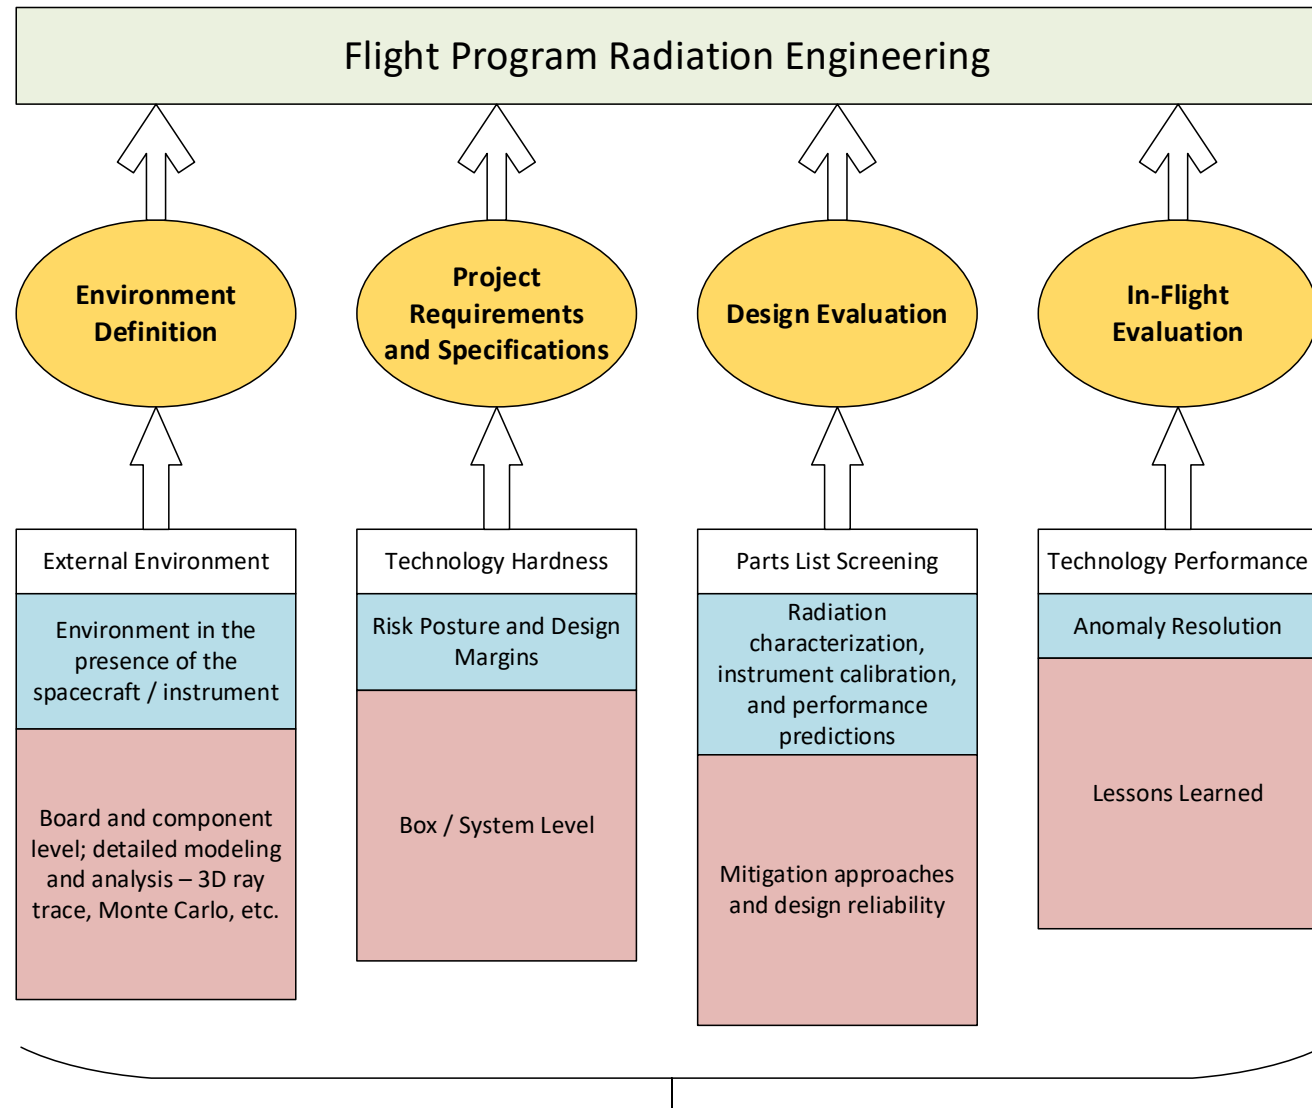 Flight Program Radiation Engineering
Environment
Definition
Project
Requirements
and Specifications
Design Evaluation
In-Flight
Evaluation
External Environment
Environment in the
presence of the
spacecraft / instrument
Board and component
level; detailed modeling
and analysis – 3D ray
trace, Monte Carlo, etc.
Technology Hardness
Risk Posture and Design
Margins
Box / System Level
Parts List Screening
Radiation
characterization,
instrument calibration,
and performance
predictions
Mitigation approaches
and design reliability
Technology Performance
Anomaly Resolution
Lessons Learned